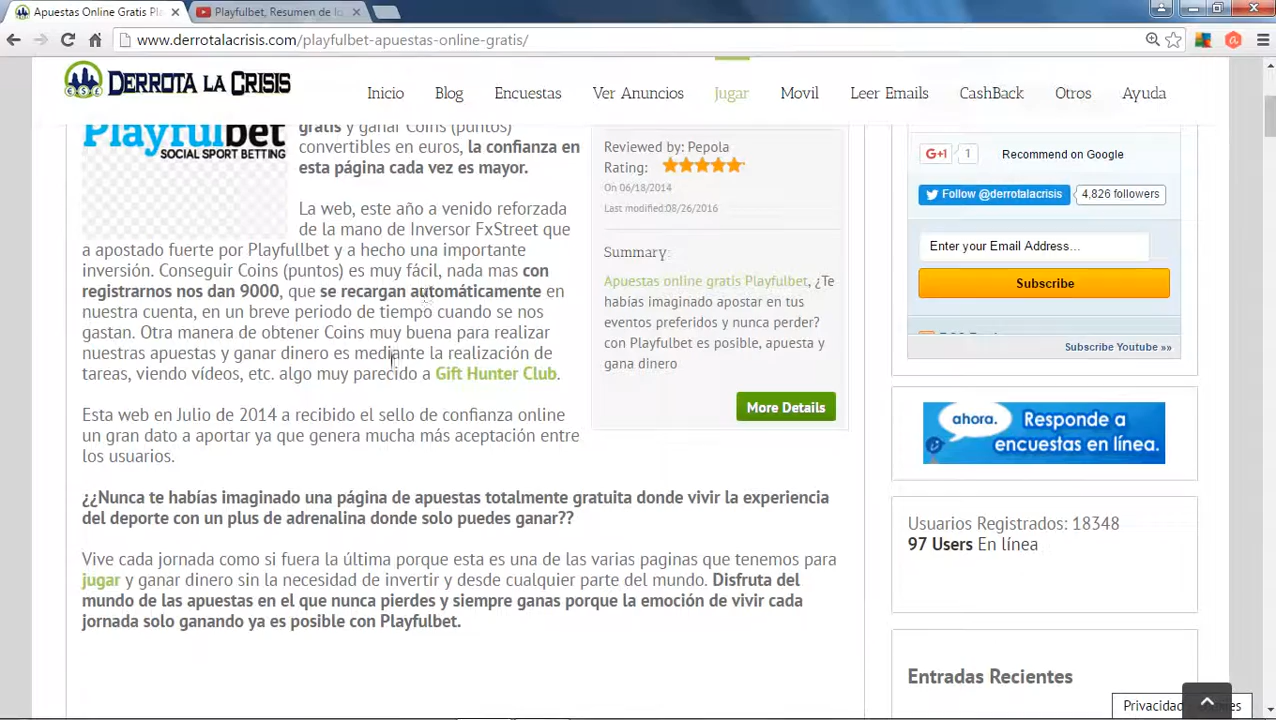 Apuestas Online Gratis Pla
Playfulbet, Resumen de lo
www.derrotalacrisis.com/playfulbet-apuestas-online-gratis/
DERROTA LA CRISIS
Inicio
Blog
Encuestas
Ver Anuncios
Jugar
Movil
Leer Emails
CashBack
Otros
Ayuda
Playfulbet
SOCIAL SPORT BETTING
gratis y ganar Coins (puntos)
convertibles en euros, la confianza en
esta página cada vez es mayor.
La web, este año a venido reforzada
de la mano de Inversor FxStreet que
a apostado fuerte por Playfullbet y a hecho una importante
inversión. Conseguir Coins (puntos) es muy fácil, nada mas con
registrarnos nos dan 9000, que se recargan automáticamente en
nuestra cuenta, en un breve periodo de tiempo cuando se nos
gastan. Otra manera de obtener Coins muy buena para realizar
nuestras apuestas y ganar dinero es mediante la realización de
tareas, viendo vídeos, etc. algo muy parecido a Gift Hunter Club.
Esta web en Julio de 2014 a recibido el sello de confianza online
un gran dato a aportar ya que genera mucha más aceptación entre
los usuarios.
¿¿Nunca te habías imaginado una página de apuestas totalmente gratuita donde vivir la experiencia
del deporte con un plus de adrenalina donde solo puedes ganar??
Vive cada jornada como si fuera la última porque esta es una de las varias paginas que tenemos para
jugar y ganar dinero sin la necesidad de invertir y desde cualquier parte del mundo. Disfruta del
mundo de las apuestas en el que nunca pierdes y siempre ganas porque la emoción de vivir cada
jornada solo ganando ya es posible con Playfulbet.
Reviewed by: Pepola
Rating:
On 06/18/2014
Last modified:08/26/2016
Summary:
Apuestas online gratis Playfulbet, ¿Te
habías imaginado apostar en tus
eventos preferidos y nunca perder?
con Playfulbet es posible, apuesta y
gana dinero
More Details
G+1 1 Recommend on Google
Follow @derrotalacrisis 4,826 followers
Enter your Email Address...
Subscribe
Subscribe Youtube »»
ahora. Responde a
encuestas en línea.
Usuarios Registrados: 18348
97 Users En línea
Entradas Recientes